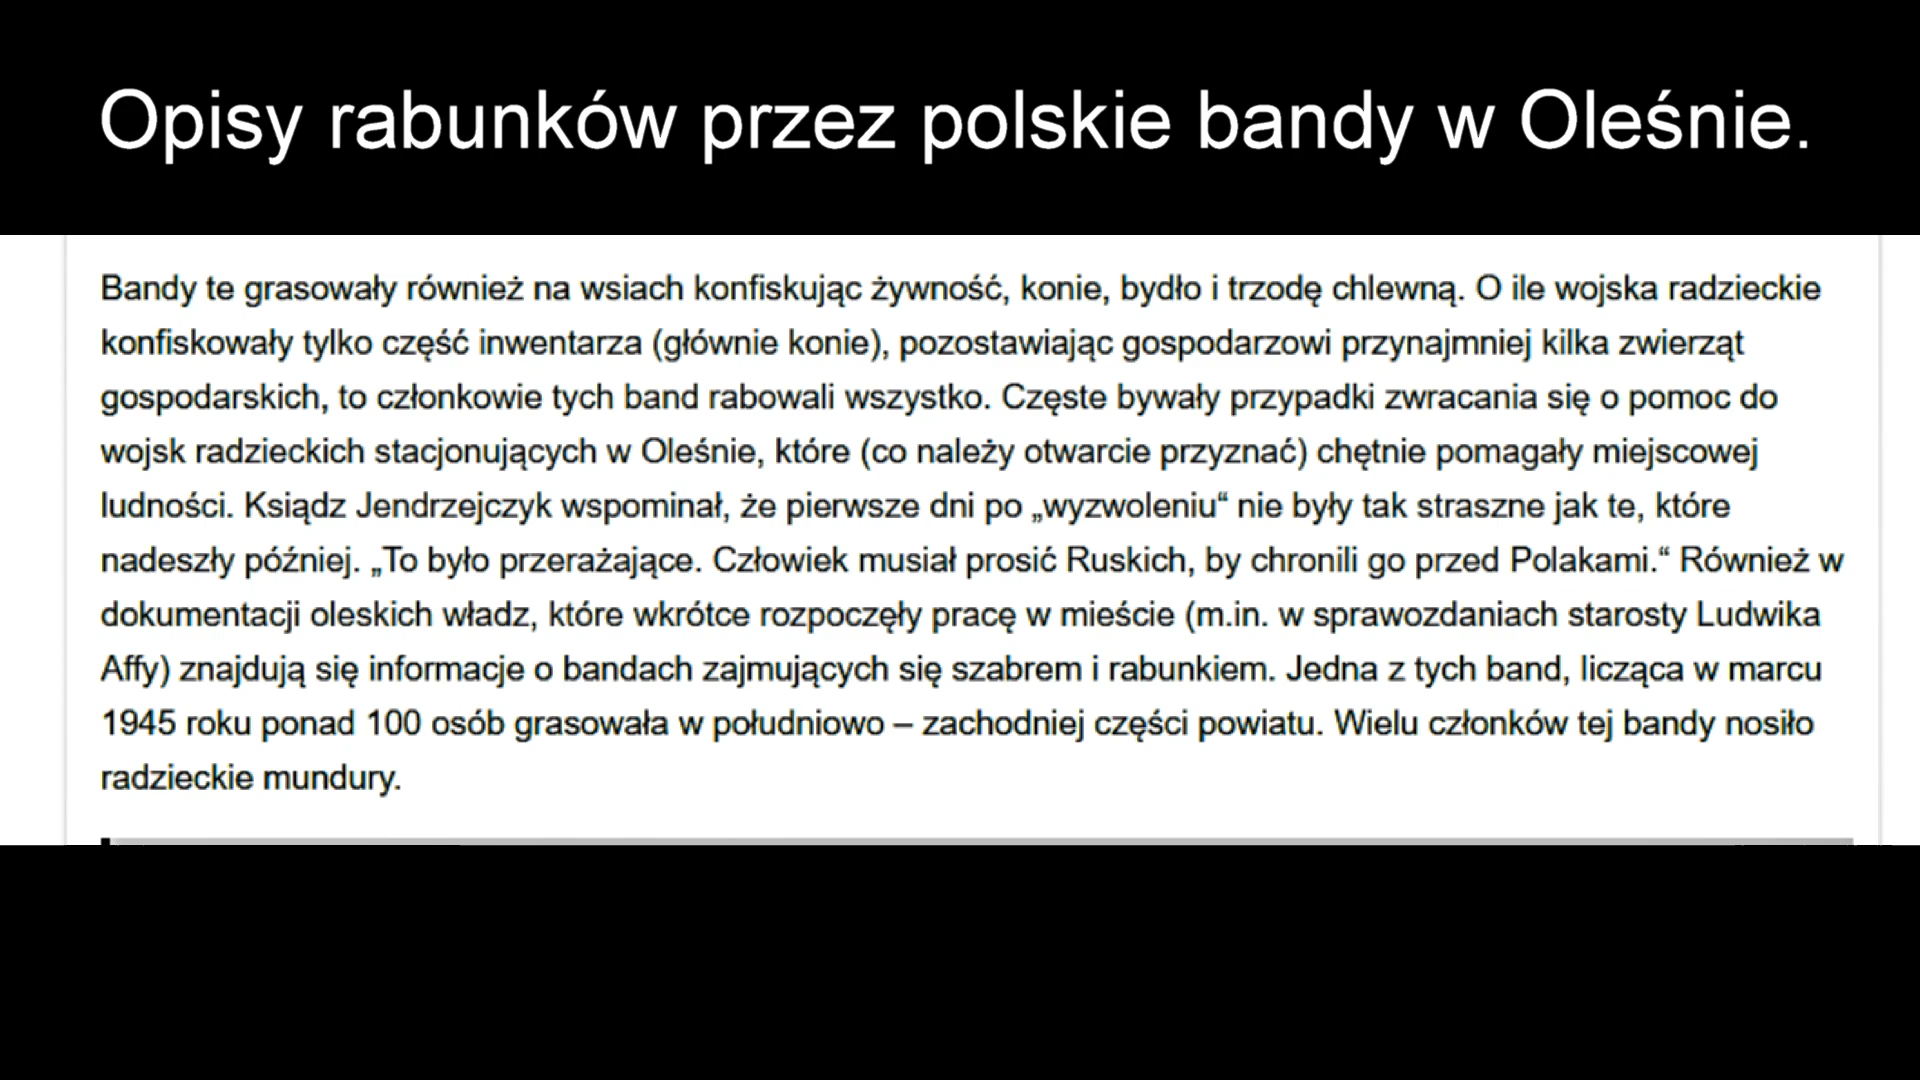 Opisy rabunków przez polskie bandy w Oleśnie.
Bandy te grasowały również na wsiach konfiskując żywność, konie, bydło i trzodę chlewną. O ile wojska radzieckie
konfiskowały tylko część inwentarza (głównie konie), pozostawiając gospodarzowi przynajmniej kilka zwierząt
gospodarskich, to członkowie tych band rabowali wszystko. Częste bywały przypadki zwracania się o pomoc do
wojsk radzieckich stacjonujących w Oleśnie, które (co należy otwarcie przyznać) chętnie pomagały miejscowej
ludności. Ksiądz Jendrzejczyk wspominał, że pierwsze dni po „wyzwoleniu“ nie były tak straszne jak te, które
nadeszły później. „To było przerażające. Człowiek musiał prosić Ruskich, by chronili go przed Polakami.“ Również w
dokumentacji oleskich władz, które wkrótce rozpoczęły pracę w mieście (m.in. w sprawozdaniach starosty Ludwika
Affy) znajdują się informacje o bandach zajmujących się szabrem i rabunkiem. Jedna z tych band, licząca w marcu
1945 roku ponad 100 osób grasowała w południowo – zachodniej części powiatu. Wielu członków tej bandy nosiło
radzieckie mundury.